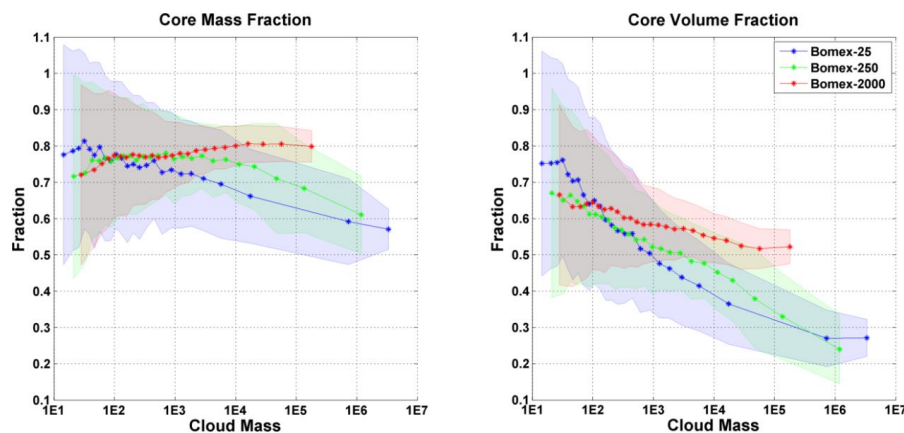 Core Mass Fraction
1.1
1
0.9
0.8
0.7
0.6
0.5
0.4
0.3
0.2
0.1
Fraction
1E1 1E2 1E3 1E4 1E5 1E6 1E7
Cloud Mass
Core Volume Fraction
Bomex-25
Bomex-250
Bomex-2000
1.1
1
0.9
0.8
0.7
0.6
0.5
0.4
0.3
0.2
0.1
Fraction
1E1 1E2 1E3 1E4 1E5 1E6 1E7
Cloud Mass